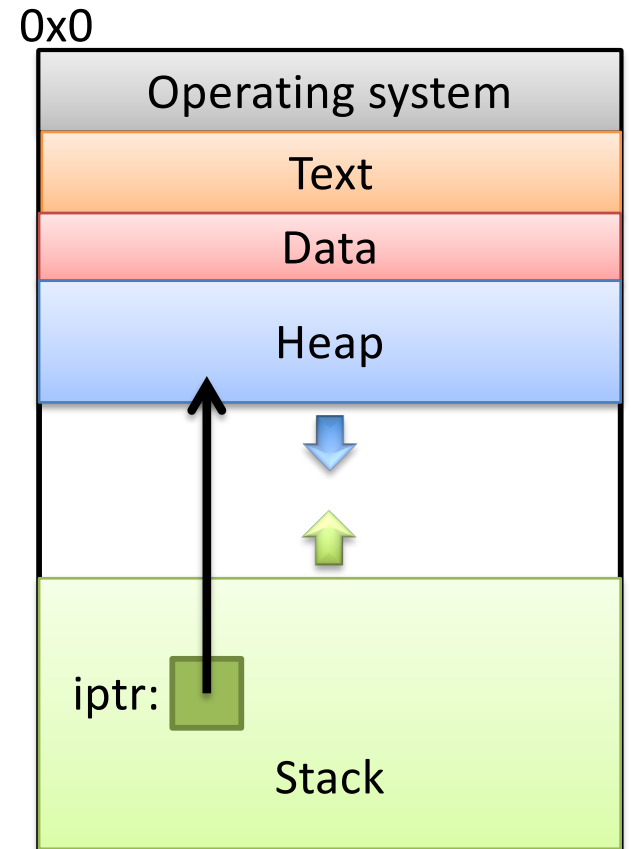 0x0
Operating system
Text
Data
Heap
iptr:
Stack